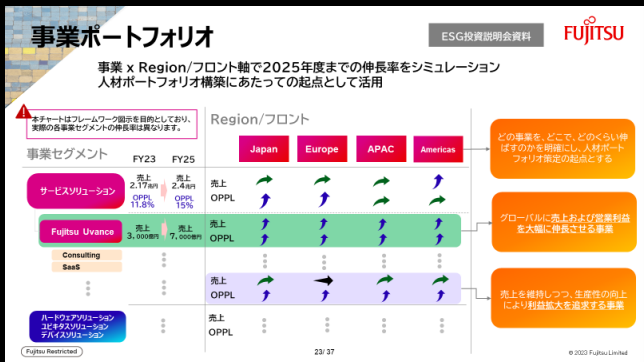 事業ポートフォリオ
ESG投資説明会資料
FUJITSU
事業 x Region/フロント軸で2025年度までの伸長率をシミュレーション
人材ポートフォリオ構築にあたっての起点として活用
本チャートはフレームワーク図示を目的としており、
実際の各事業セグメントの伸長率は異なります。
Region/フロント
事業セグメント
FY23
FY25
Japan
Europe
APAC
Americas
どの事業を、どこで、どのくらい伸
ばすのかを明確にし、人材ポート
フォリオ策定の起点とする
サービスソリューション
売上
2.17兆円
OPPL
11.8%
売上
2.4兆円
OPPL
15%
売上
OPPL
Fujitsu Uvance
売上
3,000億円
売上
7,000億円
売上
OPPL
グローバルに売上および営業利益
を大幅に伸長させる事業
Consulting
SaaS
売上
OPPL
売上を維持しつつ、生産性の向上
により利益拡大を追求する事業
ハードウェアソリューション
ユビキタスソリューション
デバイスソリューション
売上
OPPL
Fujitsu Restricted
23/ 37
© 2023 Fujitsu Limited